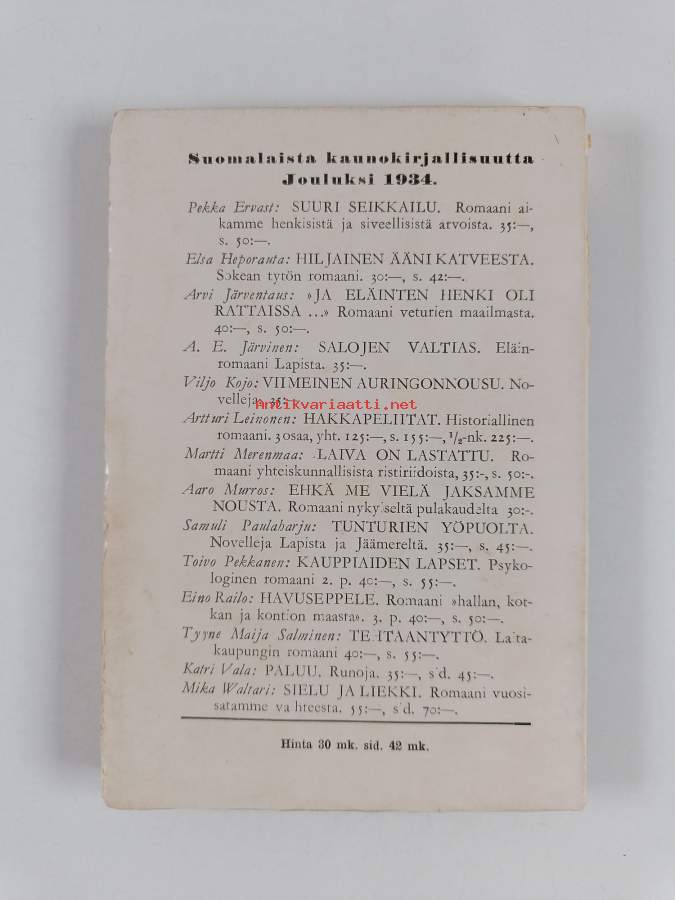 Suomalaista kaunokirjallisuutta
Jouluksi 1934.
Pekka Ervast: SUURI SEIKKAILU. Romaani ai-
kamme henkisistä ja siveellisistä arvoista. 35:—,
s. 50:—.
Elsa Heporauta: HILJAINEN ÄÄNI KATVEESTA.
Sokean tytön romaani. 30:—, s. 42:—.
Arvi Järventaus: »JA ELÄINTEN HENKI OLI
RATTAISSA ...» Romaani veturien maailmasta.
40:—, s. 50:—.
A. E. Järvinen: SALOJEN VALTIAS. Eläin-
romaani Lapista. 35:—.
Viljo Kojo: VIIMEINEN AURINGONNOUSU. No-
velleja. 35:—.
Antikvariaatti.net
Artturi Leinonen: HAKKAPELIITAT. Historiallinen
romaani. 3 osaa, yht. 125:—, s. 155:—, ½-nk. 225:—.
Martti Merenmaa: LAIVA ON LASTATTU. Ro-
maani yhteiskunnallisista ristiriidoista, 35:-, s. 50:-.
Aaro Murros: EHKÄ ME VIELÄ JAKSAMME
NOUSTA. Romaani nykyiseltä pulakaudelta 30:-.
Samuli Paulaharju: TUNTURIEN YÖPUOLTA.
Novelleja Lapista ja Jäämereltä. 35:—, s. 45:—.
Toivo Pekkanen: KAUPPIAIDEN LAPSET. Psyko-
loginen romaani 2. p. 40:—, s. 55:—.
Eino Railo: HAVUSEPPELE. Romaani »hallan, kot-
kan ja kontion maasta». 3. p. 40:—, s. 50:—.
Tyyne Maija Salminen: TEHTAANTYTTÖ. Laita-
kaupungin romaani 40:—, s. 55:—.
Katri Vala: PALUU. Runoja. 35:—, sid. 45:—.
Mika Waltari: SIELU JA LIEKKI. Romaani vuosi-
satamme vaihteesta. 55:—, sid. 70:—.
Hinta 30 mk. sid. 42 mk.